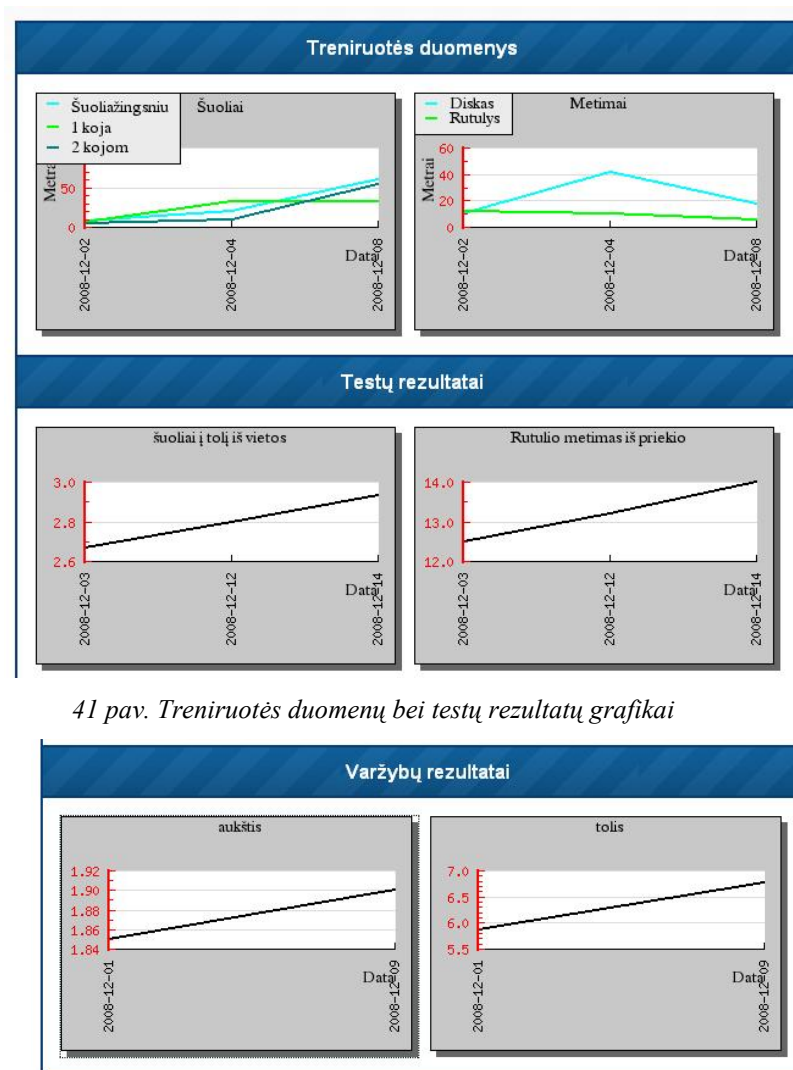 Treniruotės duomenys
Šuoliai
Šuoliažingsniu
1 koja
2 kojom
Metrai
50
0
2008-12-02
2008-12-04
2008-12-08
Data
Metimai
Diskas
Rutulys
Metrai
60
40
20
0
2008-12-02
2008-12-04
2008-12-08
Data
Testų rezultatai
šuoliai į tolį iš vietos
3.0
2.8
2.6
2008-12-03
2008-12-12
2008-12-14
Data
Rutulio metimas iš priekio
14.0
13.0
12.0
2008-12-03
2008-12-12
2008-12-14
Data
41 pav. Treniruotės duomenų bei testų rezultatų grafikai
Varžybų rezultatai
aukštis
1.92
1.90
1.88
1.86
1.84
2008-12-01
2008-12-09
Data
tolis
7.0
6.5
6.0
5.5
2008-12-01
2008-12-09
Data